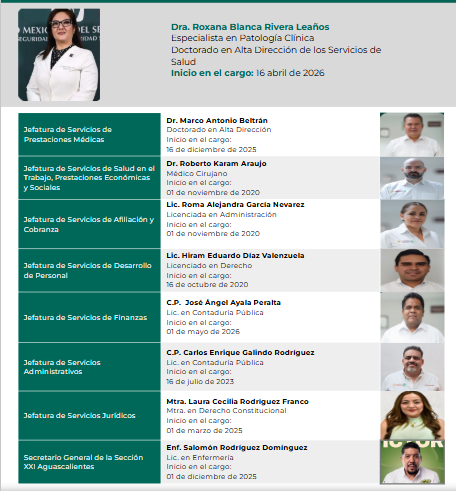 O MEXIC
DEL SE
SEGURIDAD
Dra. Roxana Blanca Rivera Leaños
Especialista en Patología Clínica
Doctorado en Alta Dirección de los Servicios de
Salud
Inicio en el cargo: 16 abril de 2026
Jefatura de Servicios de
Prestaciones Médicas
Dr. Marco Antonio Beltrán
Doctorado en Alta Dirección
Inicio en el cargo:
16 de diciembre de 2025
Jefatura de Servicios de Salud en el
Trabajo, Prestaciones Económicas
y Sociales
Dr. Roberto Karam Araujo
Médico Cirujano
Inicio en el cargo:
01 de noviembre de 2020
Jefatura de Servicios de Afiliación y
Cobranza
Lic. Roma Alejandra García Nevarez
Licenciada en Administración
Inicio en el cargo:
01 de noviembre de 2020
Jefatura de Servicios de Desarrollo
de Personal
Lic. Hiram Eduardo Diaz Valenzuela
Licenciado en Derecho
Inicio en el cargo:
16 de octubre de 2020
Jefatura de Servicios de Finanzas
C.P. José Ángel Ayala Peralta
Lic. en Contaduría Pública
Inicio en el cargo:
01 de mayo de 2026
Jefatura de Servicios
Administrativos
C.P. Carlos Enrique Galindo Rodríguez
Lic. en Contaduría Pública
Inicio en el cargo:
16 de julio de 2023
Jefatura de Servicios Jurídicos
Mtra. Laura Cecilia Rodríguez Franco
Mtra. en Derecho Constitucional
Inicio en el cargo:
01 de marzo de 2025
Secretario General de la Sección
XXI Aguascalientes
Enf. Salomón Rodríguez Domínguez
Lic. en Enfermería
Inicio en el cargo:
01 de diciembre de 2025